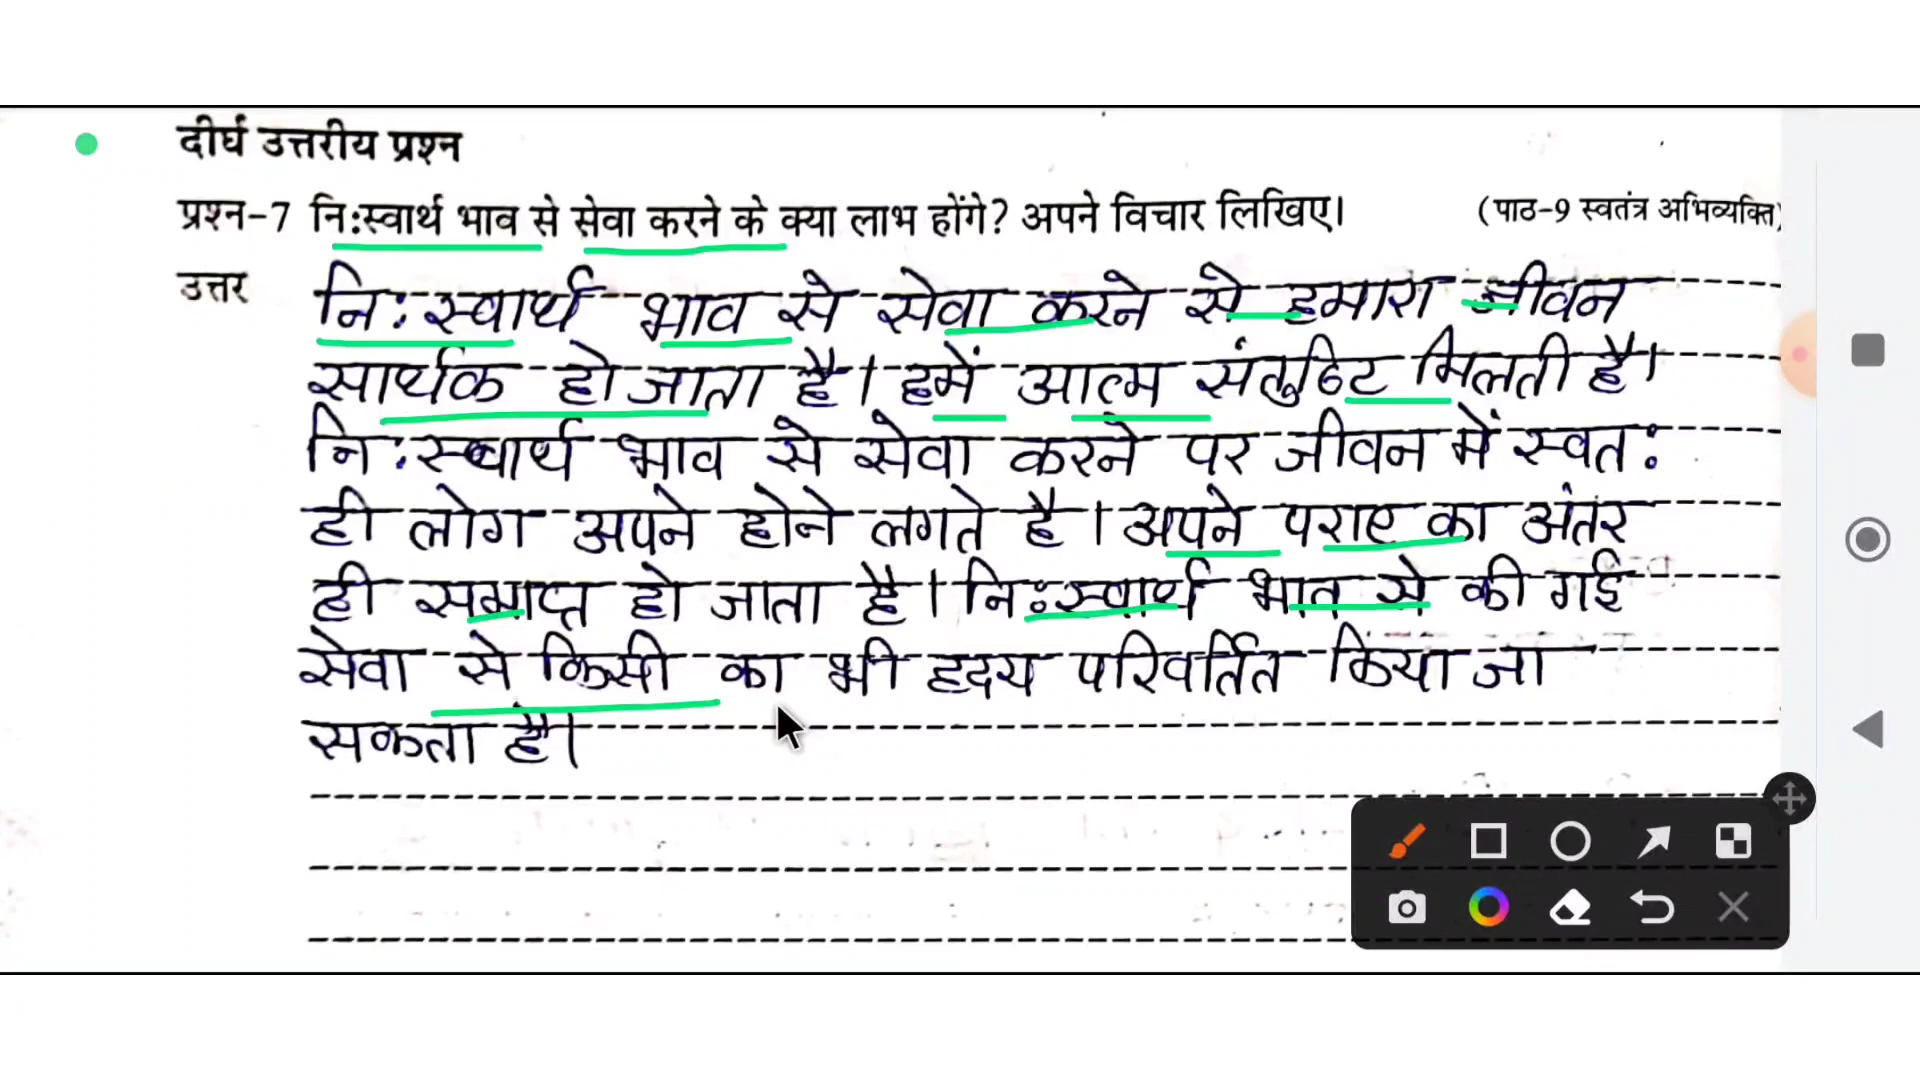 दीर्घ उत्तरीय प्रश्न
प्रश्न-7 नि:स्वार्थ भाव से सेवा करने के क्या लाभ होंगे? अपने विचार लिखिए। (पाठ-9 स्वतंत्र अभिव्यक्ति)
उत्तर नि:स्वार्थ भाव से सेवा करने से हमारा जीवन
सार्थक हो जाता है। हमें आत्म संतुष्टि मिलती है।
नि:स्वार्थ भाव से सेवा करने पर जीवन में स्वत:
ही लोग अपने होने लगते है। अपने पराए का अंतर
ही समाप्त हो जाता है। नि:स्वार्थ भाव से की गई
सेवा से किसी का भी हृदय परिवर्तित किया जा
सकता है।